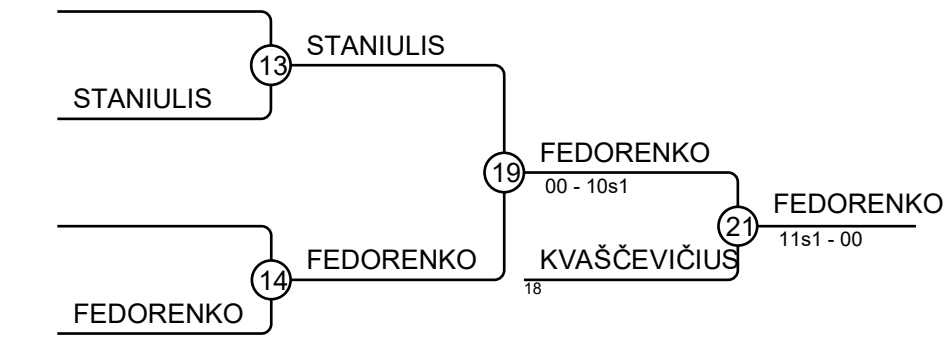 STANIULIS
13
STANIULIS
FEDORENKO
19
00 - 10s1
FEDORENKO
21
11s1 - 00
FEDORENKO
KVAŠČEVIČIUS
14
18
FEDORENKO